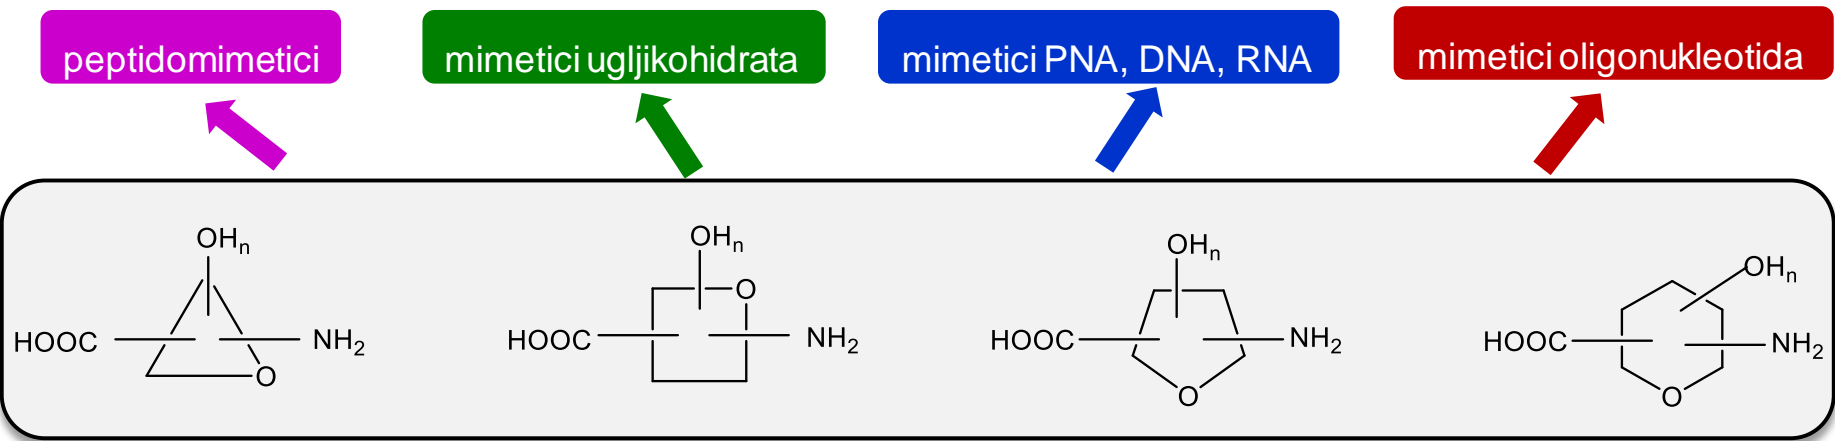 peptidomimetici
mimetici ugljikohidrata
mimetici PNA, DNA, RNA
mimetici oligonukleotida
OHₙ
HOOC
NH₂
O
OHₙ
O
HOOC
NH₂
OHₙ
HOOC
NH₂
O
OHₙ
HOOC
NH₂
O